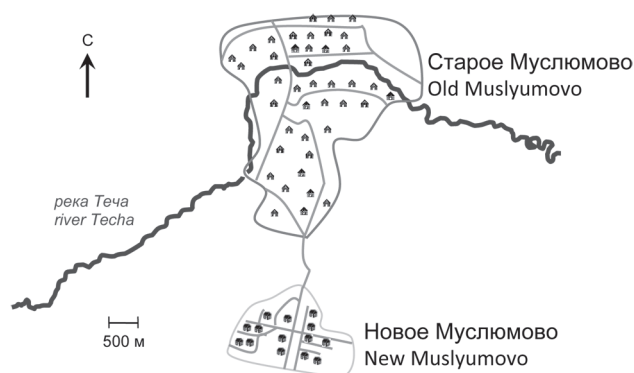 С
Старое Муслюмово
Old Muslyumovo
река Теча
river Techa
500 м
Новое Муслюмово
New Muslyumovo